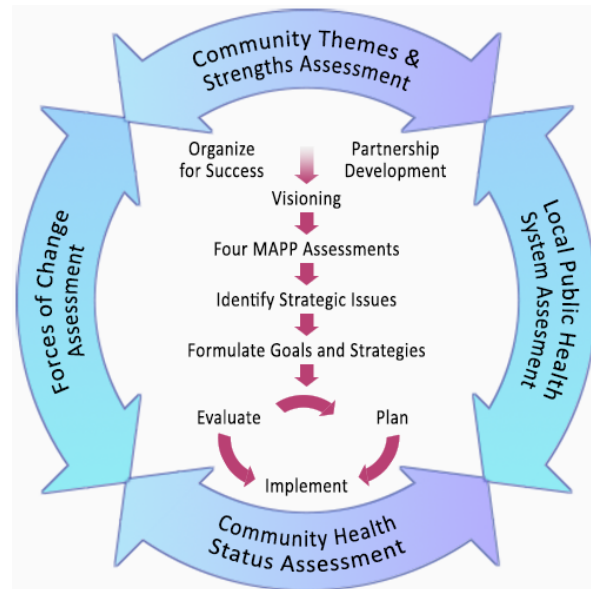 Community Themes &
Strengths Assessment
Organize
for Success
Partnership
Development
Visioning
Four MAPP Assessments
Identify Strategic Issues
Formulate Goals and Strategies
Evaluate
Plan
Implement
Forces of Change
Assessment
Local Public Health
System Assesment
Community Health
Status Assessment